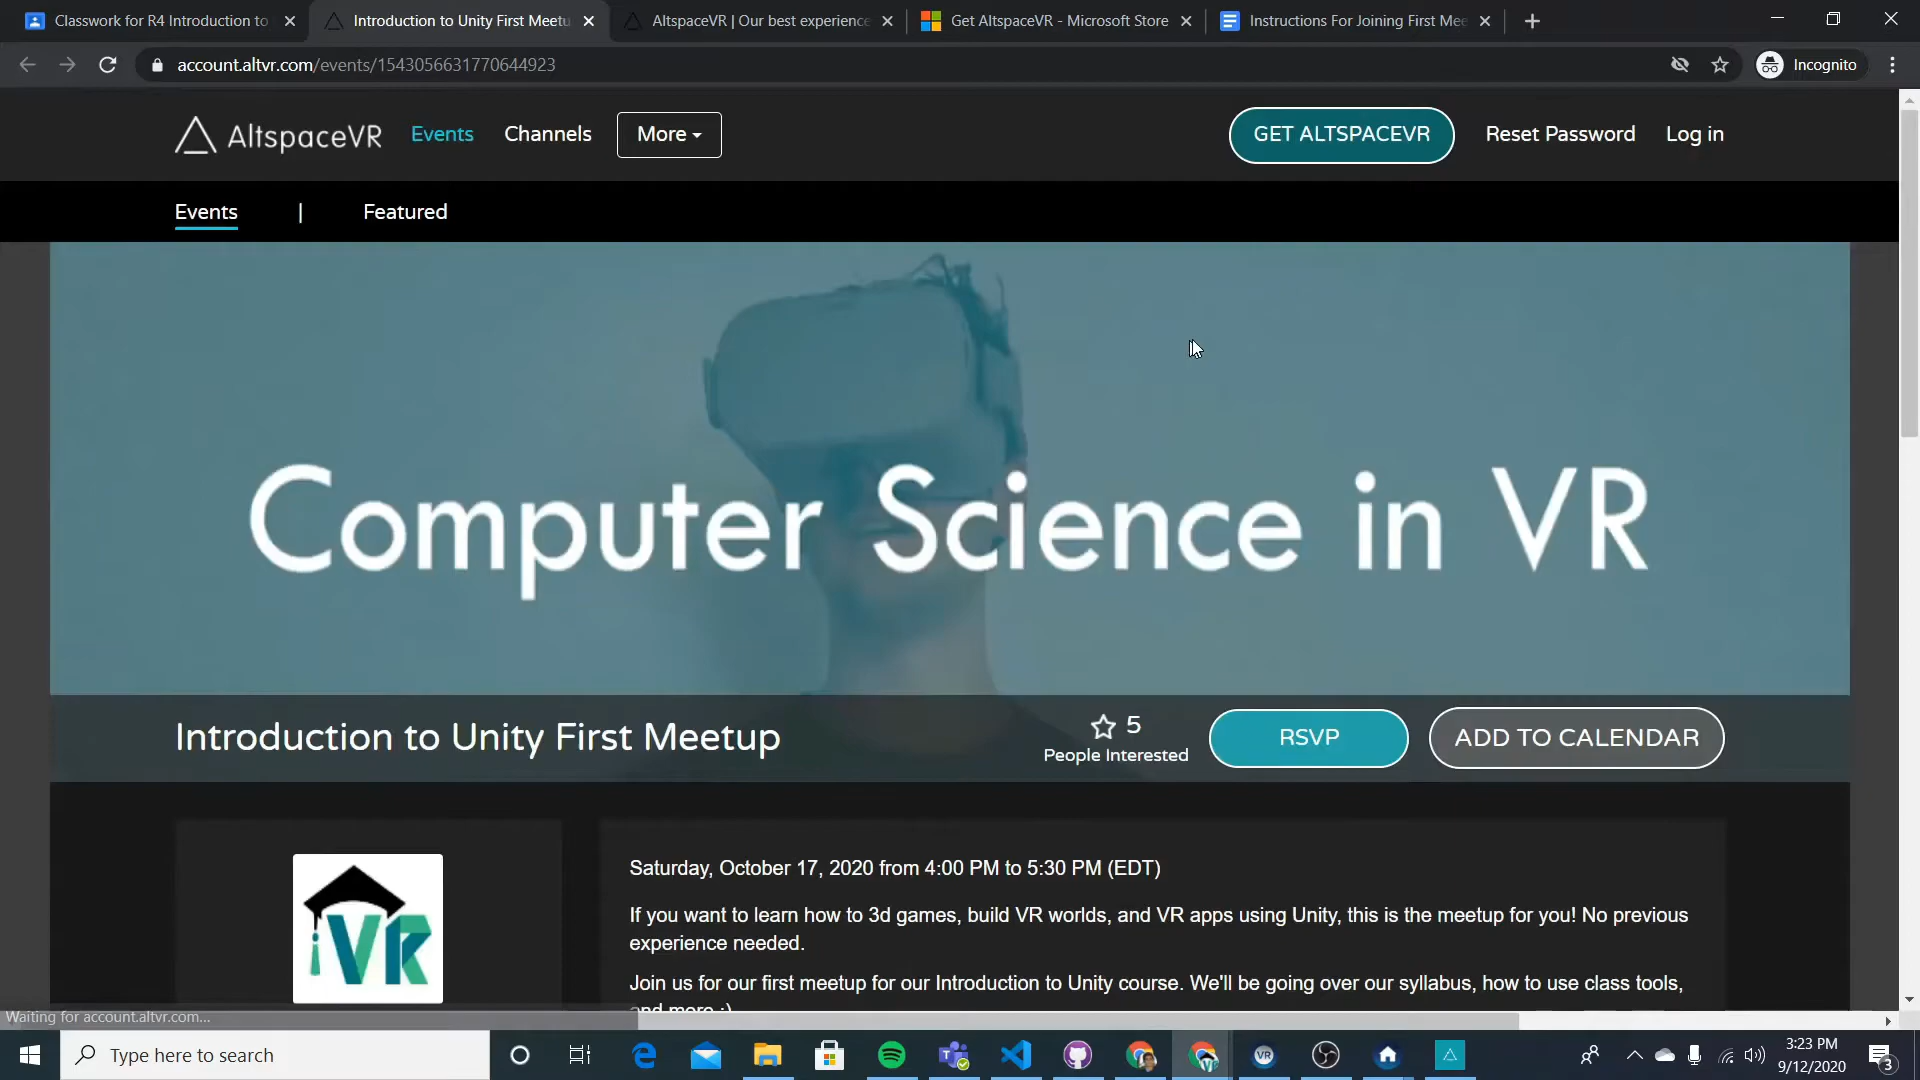 Classwork for R4 Introduction to
Introduction to Unity First Meetu
AltspaceVR | Our best experience
Get AltspaceVR - Microsoft Store
Instructions For Joining First Mee
account.altvr.com/events/1543056631770644923
Incognito
AltspaceVR
Events
Channels
More
GET ALTSPACEVR
Reset Password
Log in
Events
|
Featured
Computer Science in VR
Introduction to Unity First Meetup
5
People Interested
RSVP
ADD TO CALENDAR
VR
Saturday, October 17, 2020 from 4:00 PM to 5:30 PM (EDT)
If you want to learn how to 3d games, build VR worlds, and VR apps using Unity, this is the meetup for you! No previous
experience needed.
Join us for our first meetup for our Introduction to Unity course. We'll be going over our syllabus, how to use class tools,
and more :)
Waiting for account.altvr.com...
Type here to search
VR
3:23 PM
9/12/2020
3